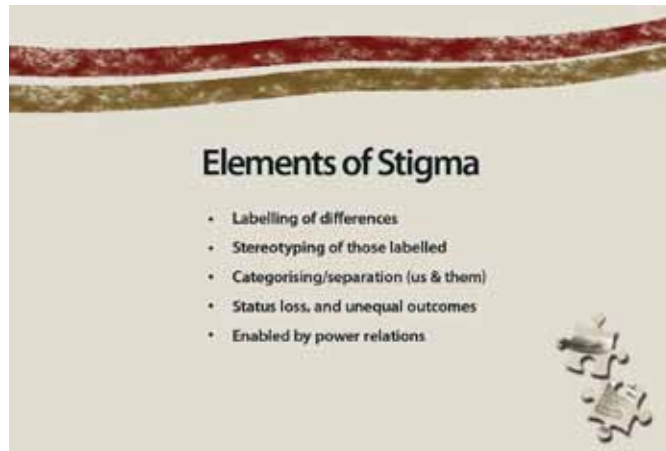 Elements of Stigma
• Labelling of differences
• Stereotyping of those labelled
• Categorising/separation (us & them)
• Status loss, and unequal outcomes
• Enabled by power relations